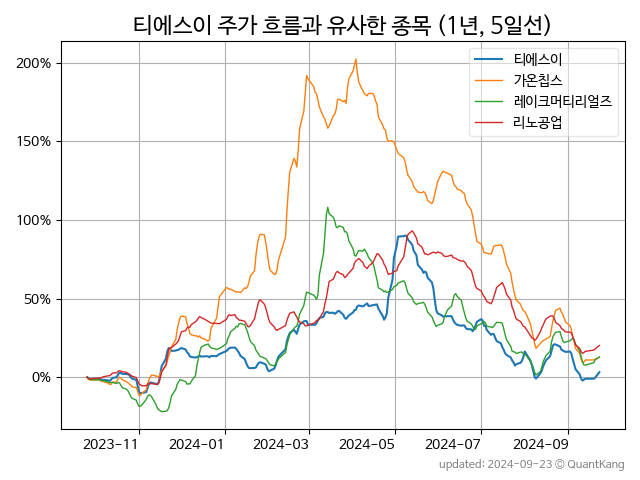 티에스이 주가 흐름과 유사한 종목 (1년, 5일선)
티에스이
가온칩스
레이크머티리얼즈
리노공업
200%
150%
100%
50%
0%
2023-11 2024-01 2024-03 2024-05 2024-07 2024-09
updated: 2024-09-23 © QuantKang